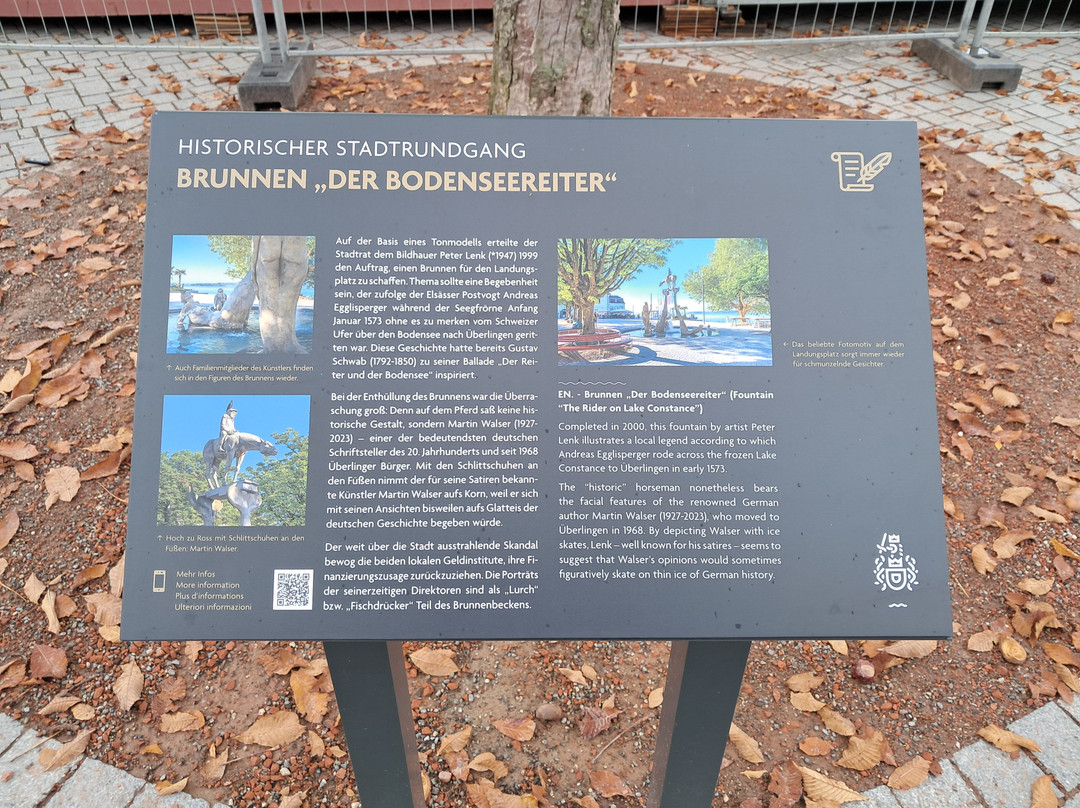 HISTORISCHER STADTRUNDGANG
BRUNNEN „DER BODENSEEREITER“
↑ Auch Familienmitglieder des Künstlers finden
sich in den Figuren des Brunnens wieder.
↑ Hoch zu Ross mit Schlittschuhen an den
Füßen: Martin Walser.
Mehr Infos
More information
Plus d'informations
Ulteriori informazioni
Auf der Basis eines Tonmodells erteilte der
Stadtrat dem Bildhauer Peter Lenk (*1947) 1999
den Auftrag, einen Brunnen für den Landungs-
platz zu schaffen. Thema sollte eine Begebenheit
sein, der zufolge der Elsässer Postvogt Andreas
Egglisperger während der Seegfrörne Anfang
Januar 1573 ohne es zu merken vom Schweizer
Ufer über den Bodensee nach Überlingen gerit-
ten war. Diese Geschichte hatte bereits Gustav
Schwab (1792-1850) zu seiner Ballade „Der Rei-
ter und der Bodensee“ inspiriert.
Bei der Enthüllung des Brunnens war die Überra-
schung groß: Denn auf dem Pferd saß keine his-
torische Gestalt, sondern Martin Walser (1927-
2023) – einer der bedeutendsten deutschen
Schriftsteller des 20. Jahrhunderts und seit 1968
Überlinger Bürger. Mit den Schlittschuhen an
den Füßen nimmt der für seine Satiren bekann-
te Künstler Martin Walser aufs Korn, weil er sich
mit seinen Ansichten bisweilen aufs Glatteis der
deutschen Geschichte begeben würde.
Der weit über die Stadt ausstrahlende Skandal
bewog die beiden lokalen Geldinstitute, ihre Fi-
nanzierungszusage zurückzuziehen. Die Porträts
der seinerzeitigen Direktoren sind als „Lurch“
bzw. „Fischdrücker“ Teil des Brunnenbeckens.
← Das beliebte Fotomotiv auf dem
Landungsplatz sorgt immer wieder
für schmunzelnde Gesichter.
EN. - Brunnen „Der Bodenseereiter“ (Fountain
“The Rider on Lake Constance”)
Completed in 2000, this fountain by artist Peter
Lenk illustrates a local legend according to which
Andreas Egglisperger rode across the frozen Lake
Constance to Überlingen in early 1573.
The “historic” horseman nonetheless bears
the facial features of the renowned German
author Martin Walser (1927-2023), who moved to
Überlingen in 1968. By depicting Walser with ice
skates, Lenk – well known for his satires – seems to
suggest that Walser's opinions would sometimes
figuratively skate on thin ice of German history.